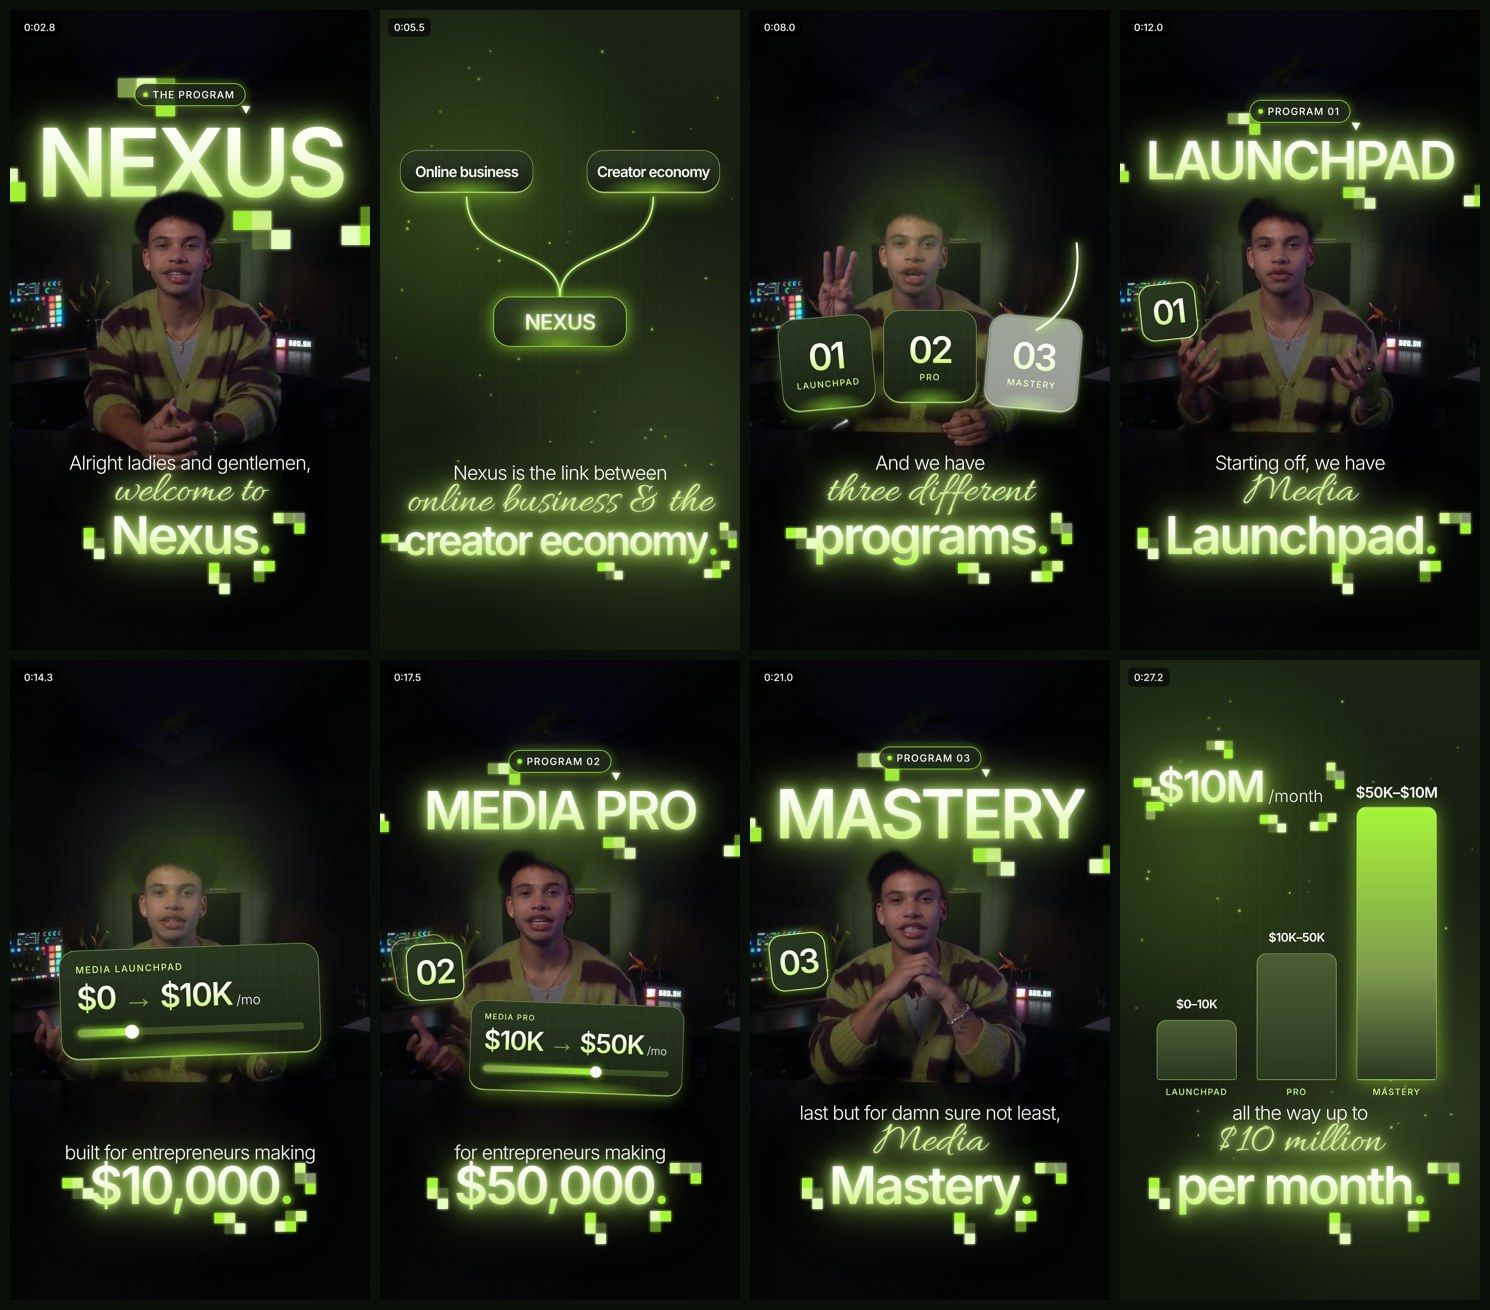 0:02.8
THE PROGRAM
NEXUS
Alright ladies and gentlemen,
welcome to
Nexus.
0:05.5
Online business
Creator economy
NEXUS
Nexus is the link between
online business & the
creator economy.
0:08.0
01
LAUNCHPAD
02
PRO
03
MASTERY
And we have
three different
programs.
0:12.0
PROGRAM 01
LAUNCHPAD
01
Starting off, we have
Media
Launchpad.
0:14.3
MEDIA LAUNCHPAD
$0 → $10K /mo
built for entrepreneurs making
$10,000.
0:17.5
PROGRAM 02
MEDIA PRO
02
MEDIA PRO
$10K → $50K /mo
for entrepreneurs making
$50,000.
0:21.0
PROGRAM 03
MASTERY
03
last but for damn sure not least,
Media
Mastery.
0:27.2
$10M /month
$50K–$10M
$10K–50K
$0–10K
LAUNCHPAD
PRO
MASTERY
all the way up to
$10 million
per month.